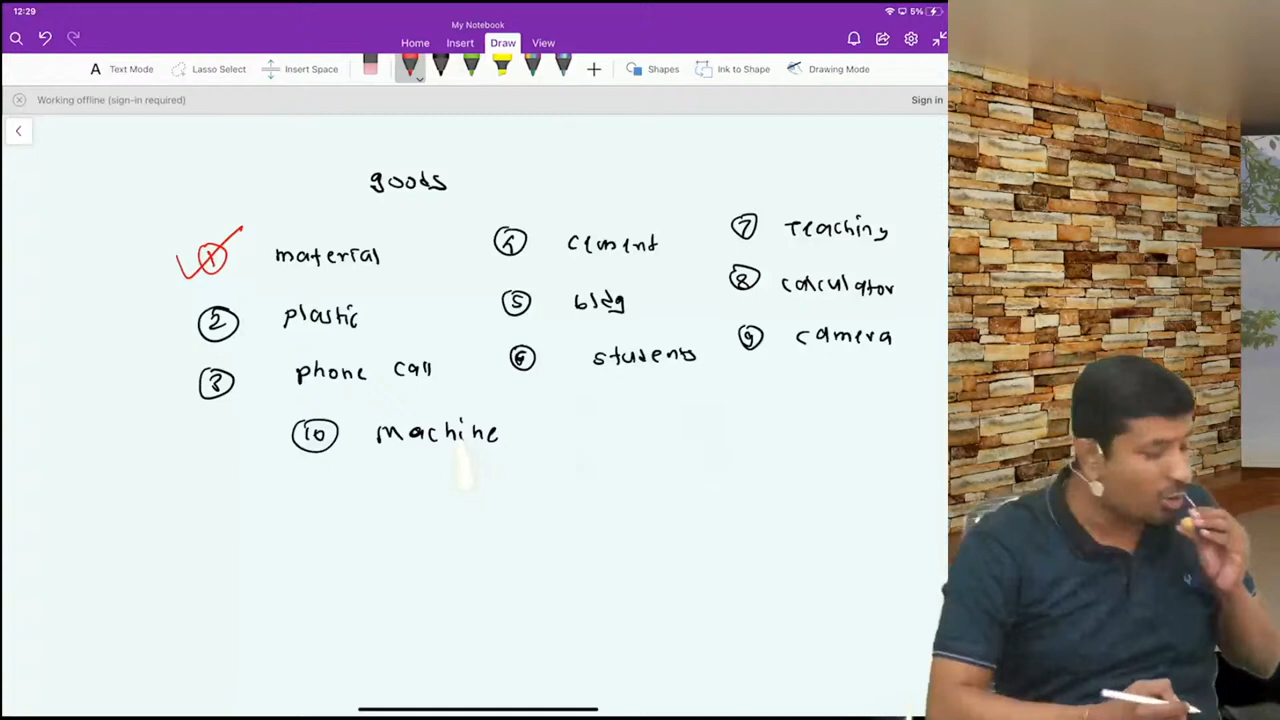 12:29
5%
My Notebook
Home Insert Draw View
Text Mode
Lasso Select
Insert Space
Shapes
Ink to Shape
Drawing Mode
Working offline (sign-in required)
Sign in
goods
1 material
2 plastic
3 phone call
4 cement
5 bldg
6 students
7 Teaching
8 calculator
9 camera
10 machine